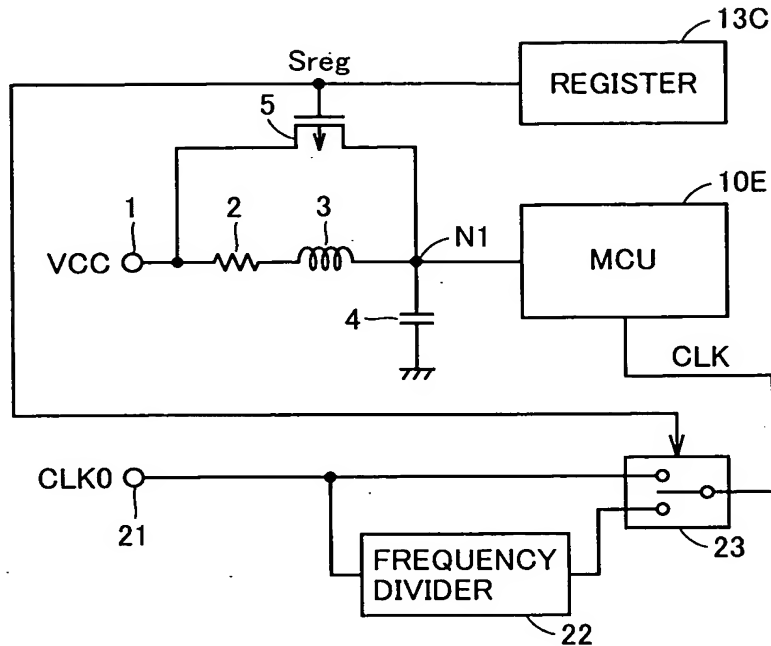 13C
Sreg
REGISTER
5
10E
1
2
3
N1
VCC
MCU
4
CLK
CLK0
21
23
FREQUENCY
DIVIDER
22